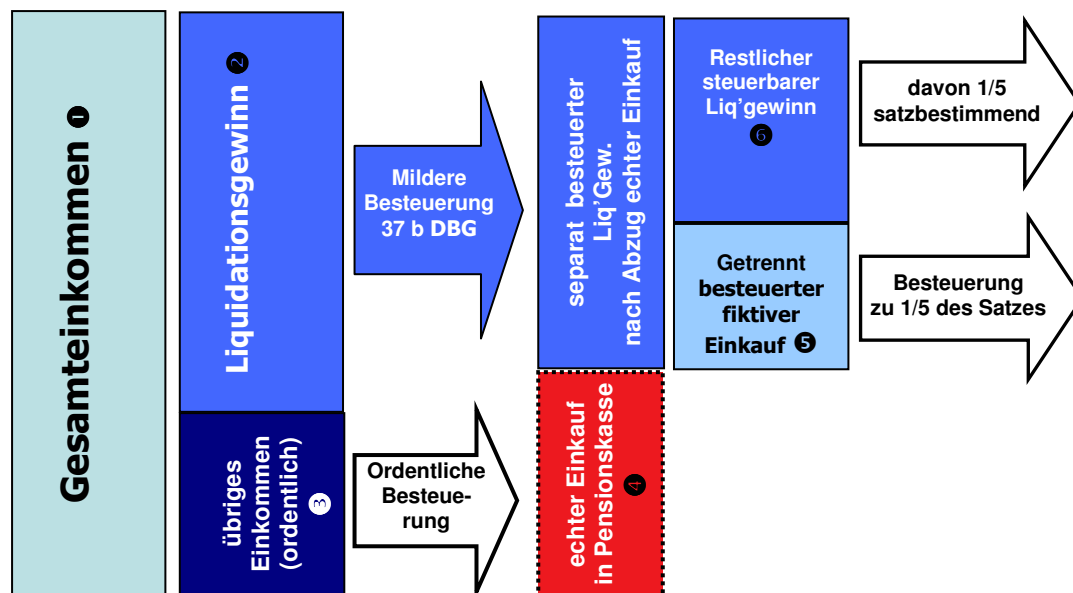 Gesamteinkommen ❶
Liquidationsgewinn ❷
übriges
Einkommen
(ordentlich) ❸
Mildere
Besteuerung
37 b DBG
Ordentliche
Besteue-
rung
separat besteuerter
Liq'Gew.
nach Abzug echter Einkauf
echter Einkauf
in Pensionskasse ❹
Restlicher
steuerbarer
Liq'gewinn
❻
Getrennt
besteuerter
fiktiver
Einkauf ❺
davon 1/5
satzbestimmend
Besteuerung
zu 1/5 des Satzes